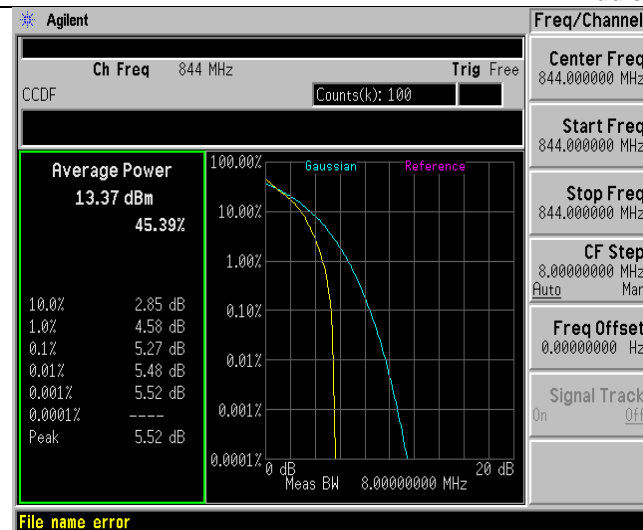 Agilent
Freq/Channel
Ch Freq 844 MHz Trig Free
CCDF Counts(k): 100
Average Power
13.37 dBm
45.39%
10.0% 2.85 dB
1.0% 4.58 dB
0.1% 5.27 dB
0.01% 5.48 dB
0.001% 5.52 dB
0.0001% ----
Peak 5.52 dB
Gaussian Reference
100.00%
10.00%
1.00%
0.10%
0.01%
0.001%
0.0001%
0 dB 20 dB
Meas BW 8.00000000 MHz
Center Freq
844.000000 MHz
Start Freq
844.000000 MHz
Stop Freq
844.000000 MHz
CF Step
8.00000000 MHz
Auto Man
Freq Offset
0.00000000 Hz
Signal Track
On Off
File name error